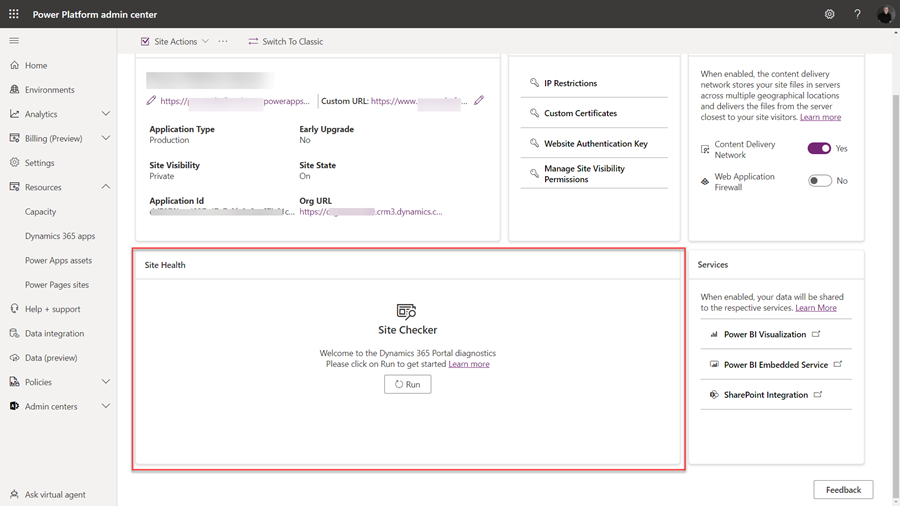 Power Platform admin center
?
Site Actions
Switch To Classic
Home
Environments
Analytics
Billing (Preview)
Settings
Resources
Capacity
Dynamics 365 apps
Power Apps assets
Power Pages sites
Help + support
Data integration
Data (preview)
Policies
Admin centers
Ask virtual agent
https:// powerapps... Custom URL: https://www. ...
Application Type
Production
Early Upgrade
No
Site Visibility
Private
Site State
On
Application Id
Org URL
https:// .crm3.dynamics.c...
IP Restrictions
Custom Certificates
Website Authentication Key
Manage Site Visibility
Permissions
When enabled, the content delivery
network stores your site files in servers
across multiple geographical locations
and delivers the files from the server
closest to your site visitors. Learn more
Content Delivery
Network
Yes
Web Application
Firewall
No
Site Health
Site Checker
Welcome to the Dynamics 365 Portal diagnostics
Please click on Run to get started Learn more
Run
Services
When enabled, your data will be shared
to the respective services. Learn More
Power BI Visualization
Power BI Embedded Service
SharePoint Integration
Feedback